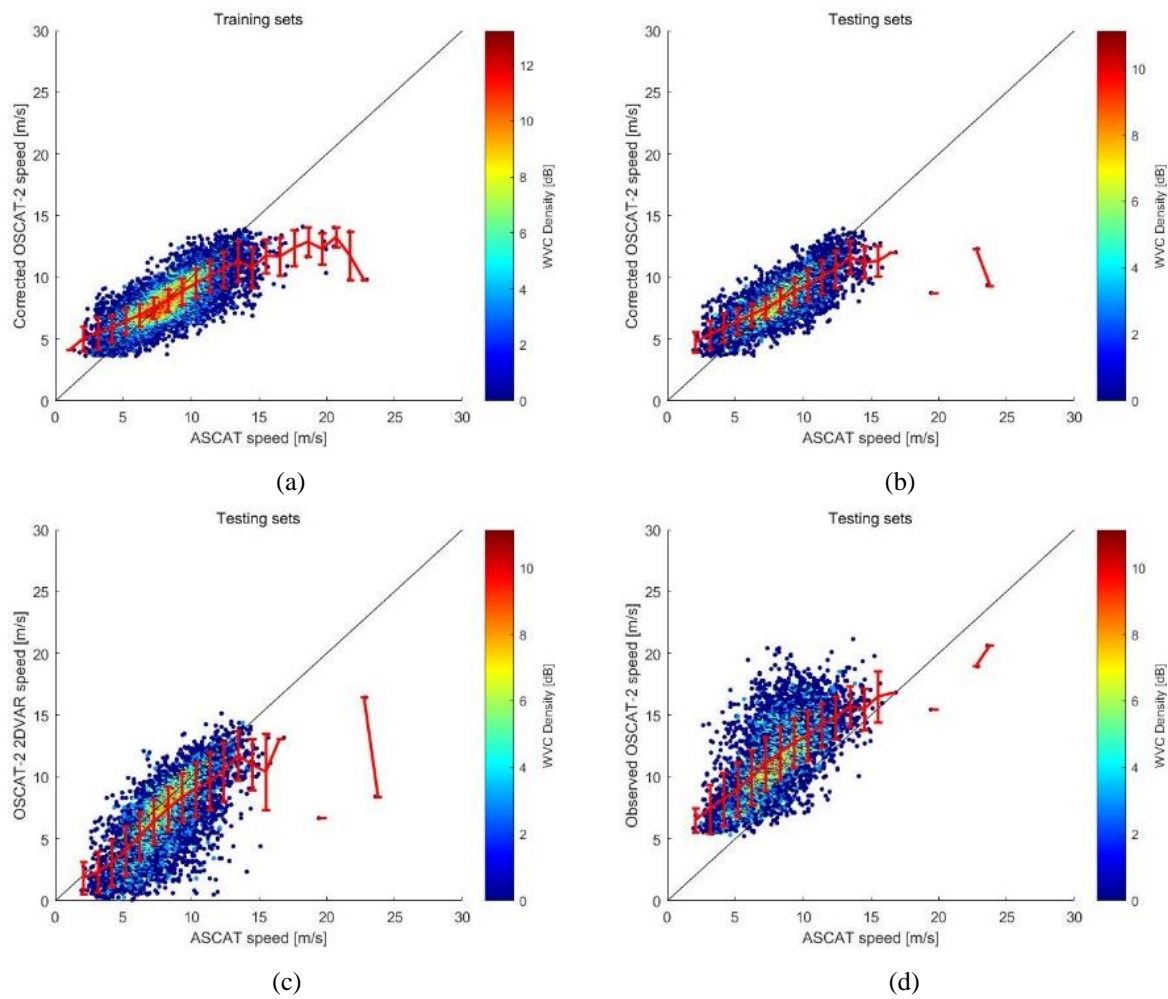 Training sets
Corrected OSCAT-2 speed [m/s]
30
25
20
15
10
5
0
0 5 10 15 20 25 30
ASCAT speed [m/s]
WVC Density [dB]
12
10
8
6
4
2
0
(a)
Testing sets
Corrected OSCAT-2 speed [m/s]
30
25
20
15
10
5
0
0 5 10 15 20 25 30
ASCAT speed [m/s]
WVC Density [dB]
10
8
6
4
2
0
(b)
Testing sets
OSCAT-2 2DVAR speed [m/s]
30
25
20
15
10
5
0
0 5 10 15 20 25 30
ASCAT speed [m/s]
WVC Density [dB]
10
8
6
4
2
0
(c)
Testing sets
Observed OSCAT-2 speed [m/s]
30
25
20
15
10
5
0
0 5 10 15 20 25 30
ASCAT speed [m/s]
WVC Density [dB]
10
8
6
4
2
0
(d)